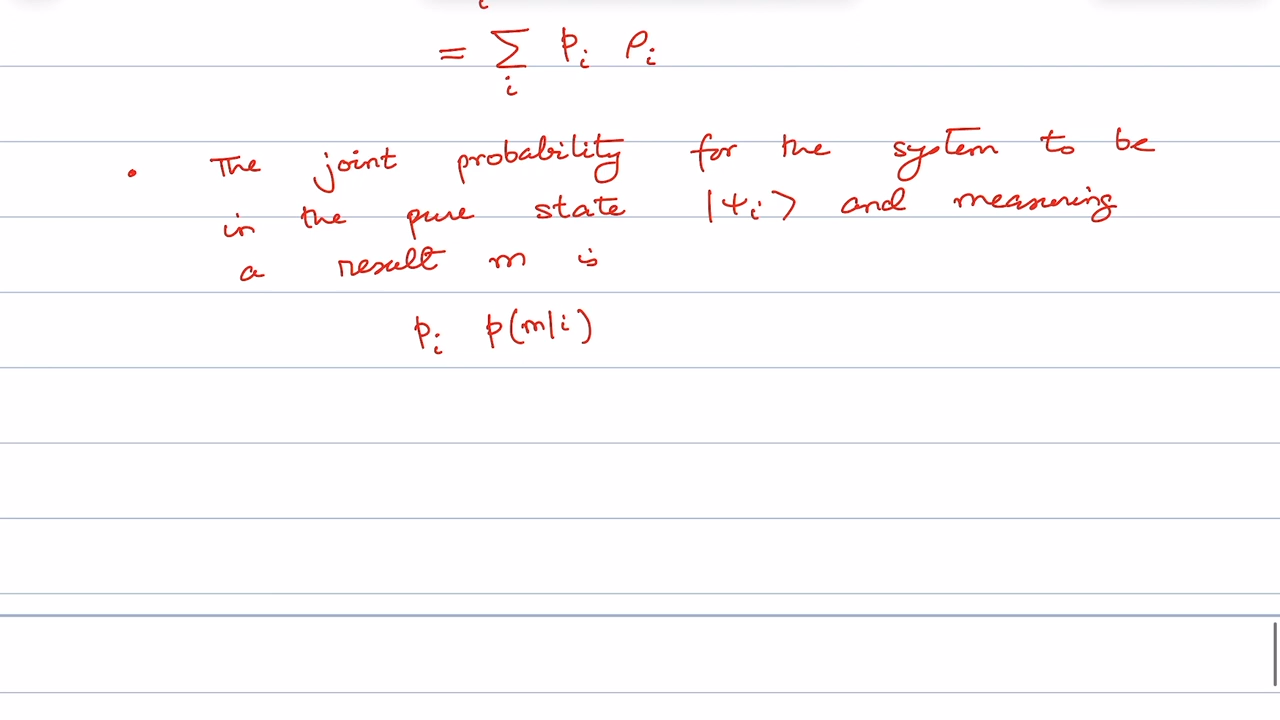 = ∑ᵢ pᵢ ρᵢ
• The joint probability for the system to be
in the pure state |ψᵢ⟩ and measuring
a result m is
pᵢ p(m|i)